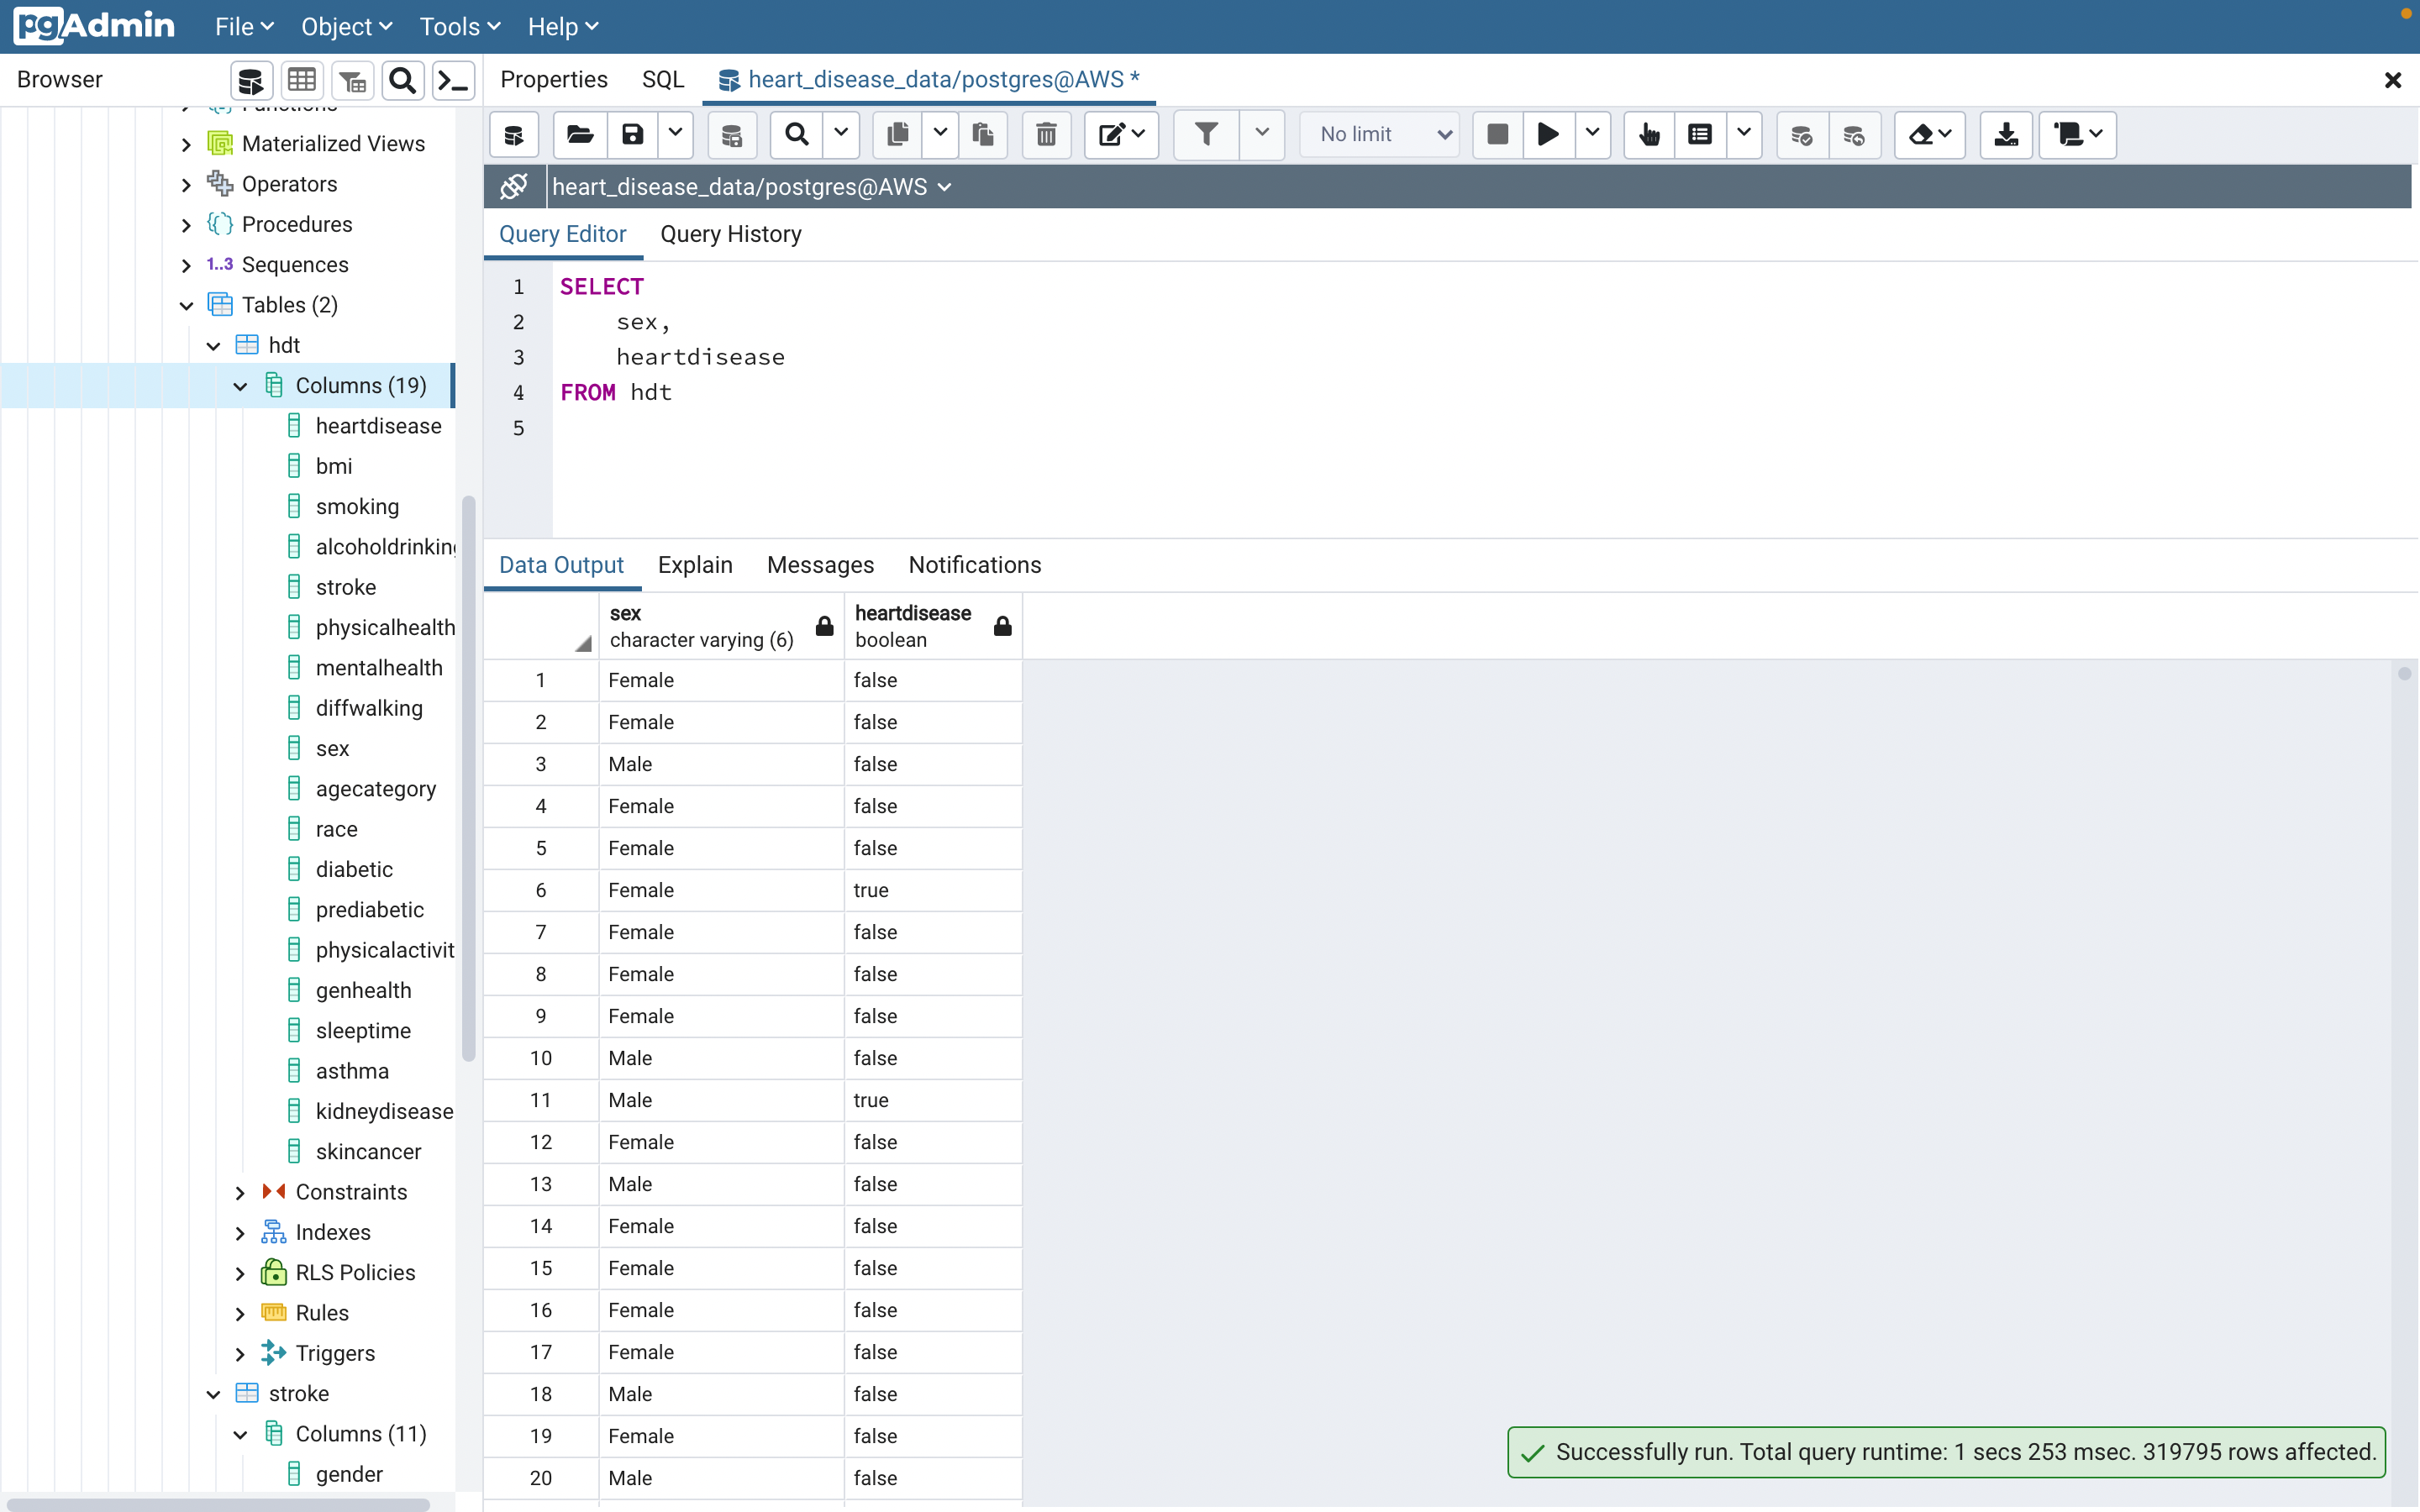 pgAdmin File Object Tools Help
Browser
Properties SQL heart_disease_data/postgres@AWS *
No limit
heart_disease_data/postgres@AWS
Query Editor Query History
1 SELECT
2 sex,
3 heartdisease
4 FROM hdt
5
Functions
Materialized Views
Operators
Procedures
1..3 Sequences
Tables (2)
hdt
Columns (19)
heartdisease
bmi
smoking
alcoholdrinking
stroke
physicalhealth
mentalhealth
diffwalking
sex
agecategory
race
diabetic
prediabetic
physicalactivit
genhealth
sleeptime
asthma
kidneydisease
skincancer
Constraints
Indexes
RLS Policies
Rules
Triggers
stroke
Columns (11)
gender
Data Output Explain Messages Notifications
sex heartdisease
character varying (6) boolean
1 Female false
2 Female false
3 Male false
4 Female false
5 Female false
6 Female true
7 Female false
8 Female false
9 Female false
10 Male false
11 Male true
12 Female false
13 Male false
14 Female false
15 Female false
16 Female false
17 Female false
18 Male false
19 Female false
20 Male false
Successfully run. Total query runtime: 1 secs 253 msec. 319795 rows affected.